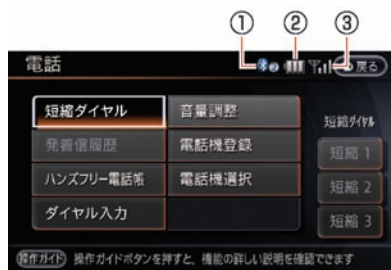 ① ② ③
電話
戻る
短縮ダイヤル
音量調整
短縮ダイヤル
発着信履歴
電話機登録
短縮 1
ハンズフリー電話帳
電話機選択
短縮 2
ダイヤル入力
短縮 3
操作ガイド 操作ガイドボタンを押すと、機能の詳しい説明を確認できます